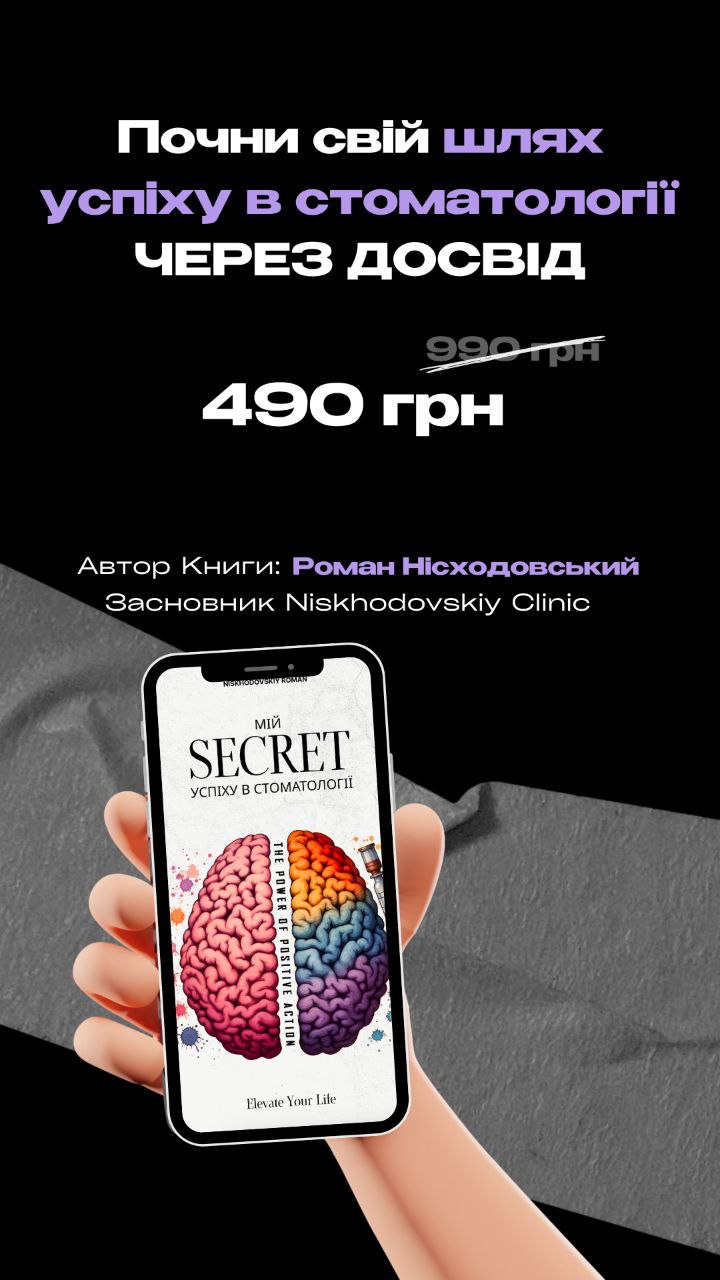 Почни свій шлях
успіху в стоматології
ЧЕРЕЗ ДОСВІД
990 грн
490 грн
Автор Книги: Роман Нісходовський
Засновник Niskhodovskiy Clinic
NISKHODOVSKIY ROMAN
МІЙ
SECRET
УСПІХУ В СТОМАТОЛОГІЇ
THE POWER OF POSITIVE ACTION
Elevate Your Life